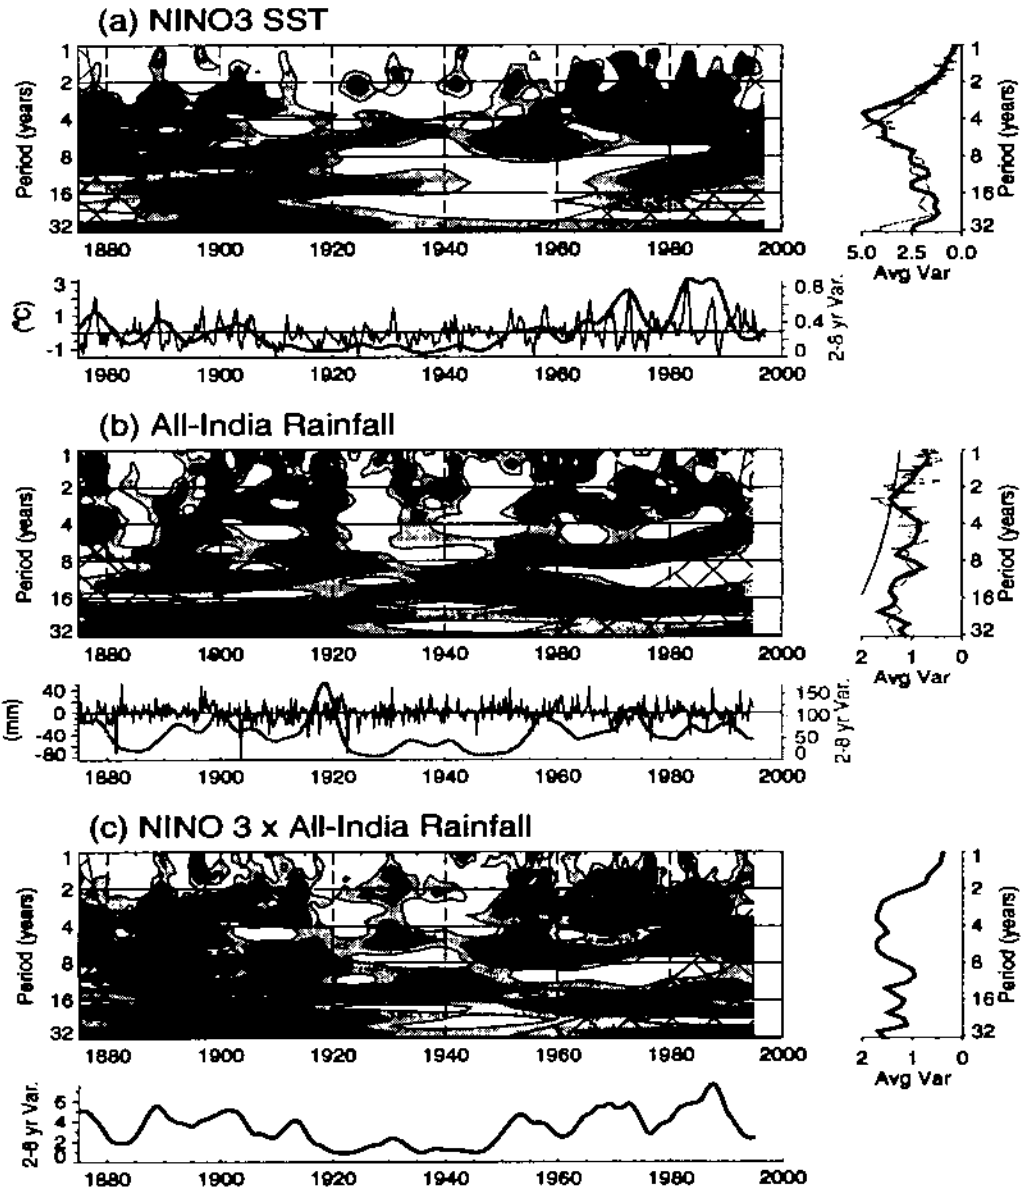 (a) NINO3 SST
Period (years)
1
2
4
8
16
32
1880 1900 1920 1940 1960 1980 2000
1
2
4
8
16
32
Period (years)
5.0 2.5 0.0
Avg Var
(°C)
3
1
-1
0.8
0.4
0
2-8 yr Var.
1980 1900 1920 1940 1960 1980 2000
(b) All-India Rainfall
Period (years)
1
2
4
8
16
32
1880 1900 1920 1940 1960 1980 2000
1
2
4
8
16
32
Period (years)
2 1 0
Avg Var
(mm)
40
0
-40
-80
150
100
50
0
2-8 yr Var.
1880 1900 1920 1940 1960 1980 2000
(c) NINO 3 x All-India Rainfall
Period (years)
1
2
4
8
16
32
1880 1900 1920 1940 1960 1980 2000
1
2
4
8
16
32
Period (years)
2 1 0
Avg Var
2-8 yr Var.
6
4
2
0
1880 1900 1920 1940 1960 1980 2000